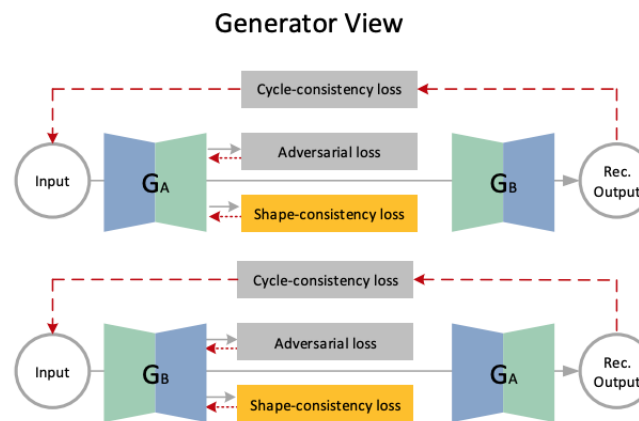 Generator View
Cycle-consistency loss
Adversarial loss
Input
GA
GB
Rec.
Output
Shape-consistency loss
Cycle-consistency loss
Adversarial loss
Input
GB
GA
Rec.
Output
Shape-consistency loss